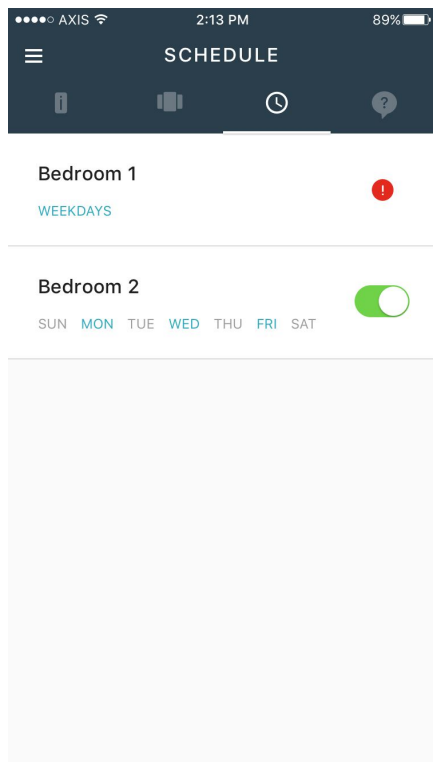 AXIS 2:13 PM 89%
SCHEDULE
Bedroom 1
WEEKDAYS
Bedroom 2
SUN MON TUE WED THU FRI SAT